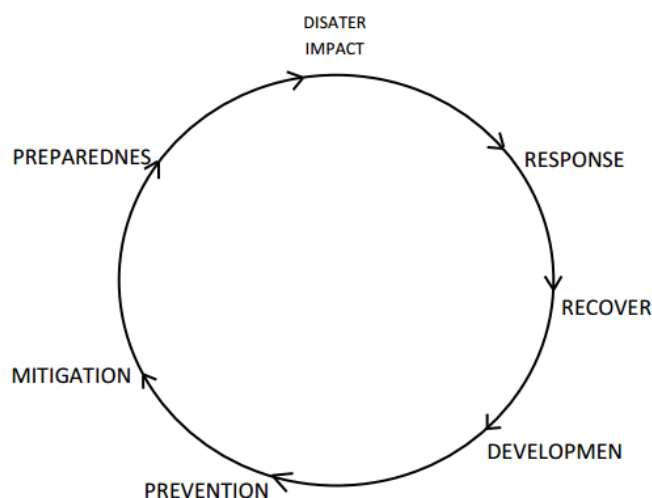 DISATER
IMPACT
RESPONSE
RECOVER
DEVELOPMEN
PREVENTION
MITIGATION
PREPAREDNES